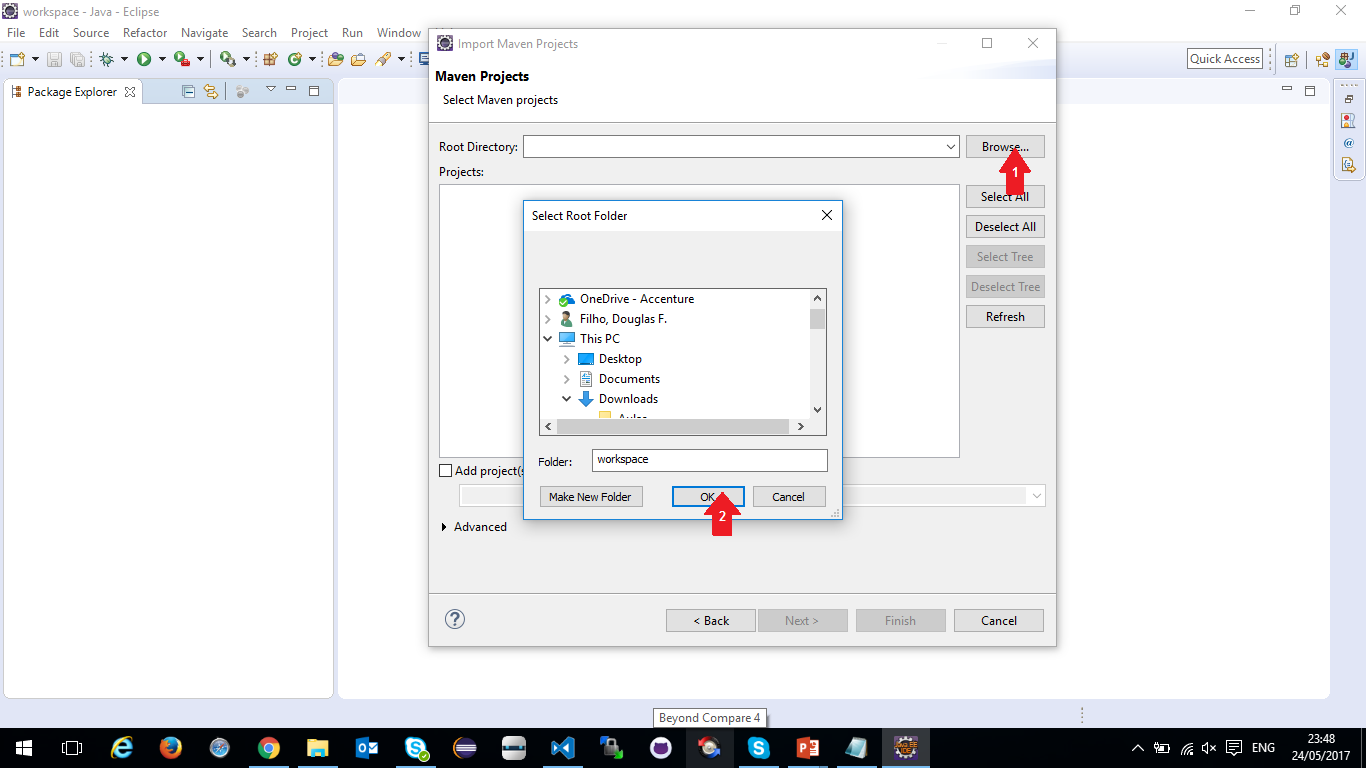 workspace - Java - Eclipse
File Edit Source Refactor Navigate Search Project Run Window
Quick Access
Package Explorer
Import Maven Projects
Maven Projects
Select Maven projects
Root Directory:
Browse...
1
Projects:
Select All
Deselect All
Select Tree
Deselect Tree
Refresh
Select Root Folder
OneDrive - Accenture
Filho, Douglas F.
This PC
Desktop
Documents
Downloads
Folder: workspace
Make New Folder OK Cancel
2
Add project(s
Advanced
< Back Next > Finish Cancel
Beyond Compare 4
ENG
23:48
24/05/2017